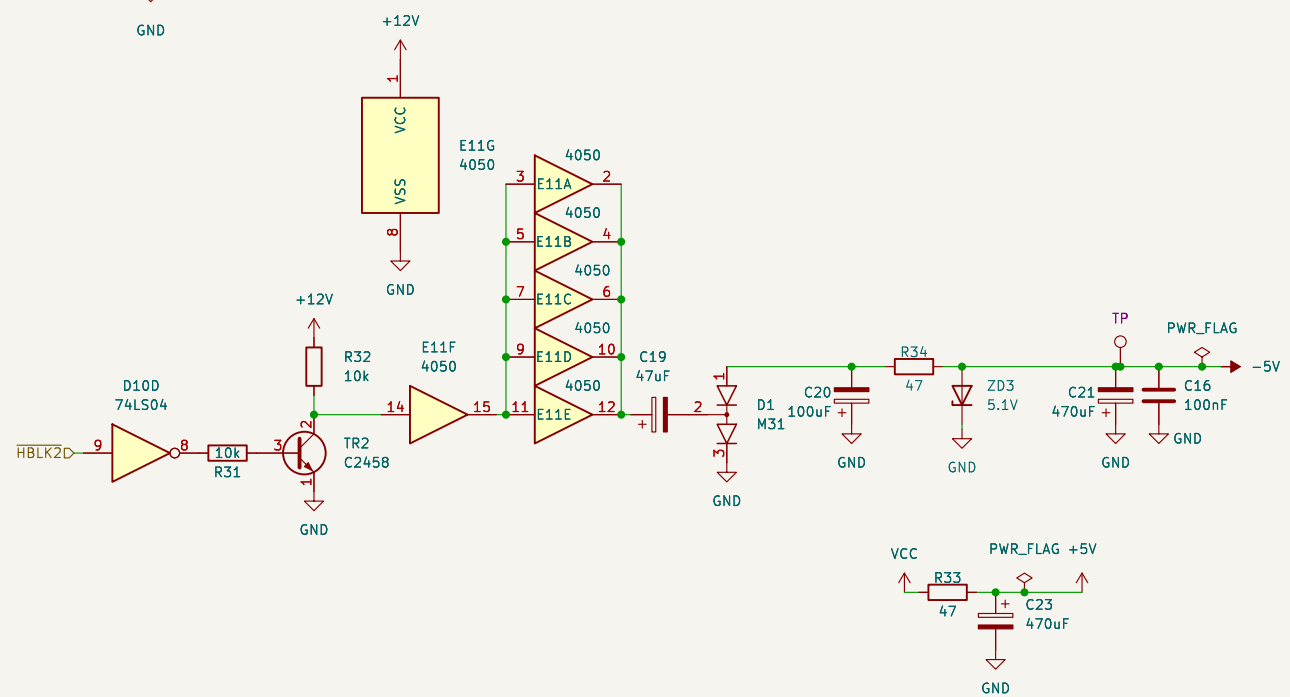 GND
+12V
1
VCC
VSS
8
GND
E11G
4050
4050
3
E11A
2
4050
5
E11B
4
4050
7
E11C
6
4050
9
E11D
10
4050
11
E11E
12
+12V
R32
10k
E11F
4050
14
15
D10D
74LS04
HBLK2
9
8
10k
R31
3
2
1
TR2
C2458
GND
C19
47uF
+
2
1
3
D1
M31
GND
C20
100uF
+
GND
R34
47
ZD3
5.1V
GND
TP
PWR_FLAG
-5V
C21
470uF
+
GND
C16
100nF
GND
VCC
R33
47
PWR_FLAG
+5V
+
C23
470uF
GND